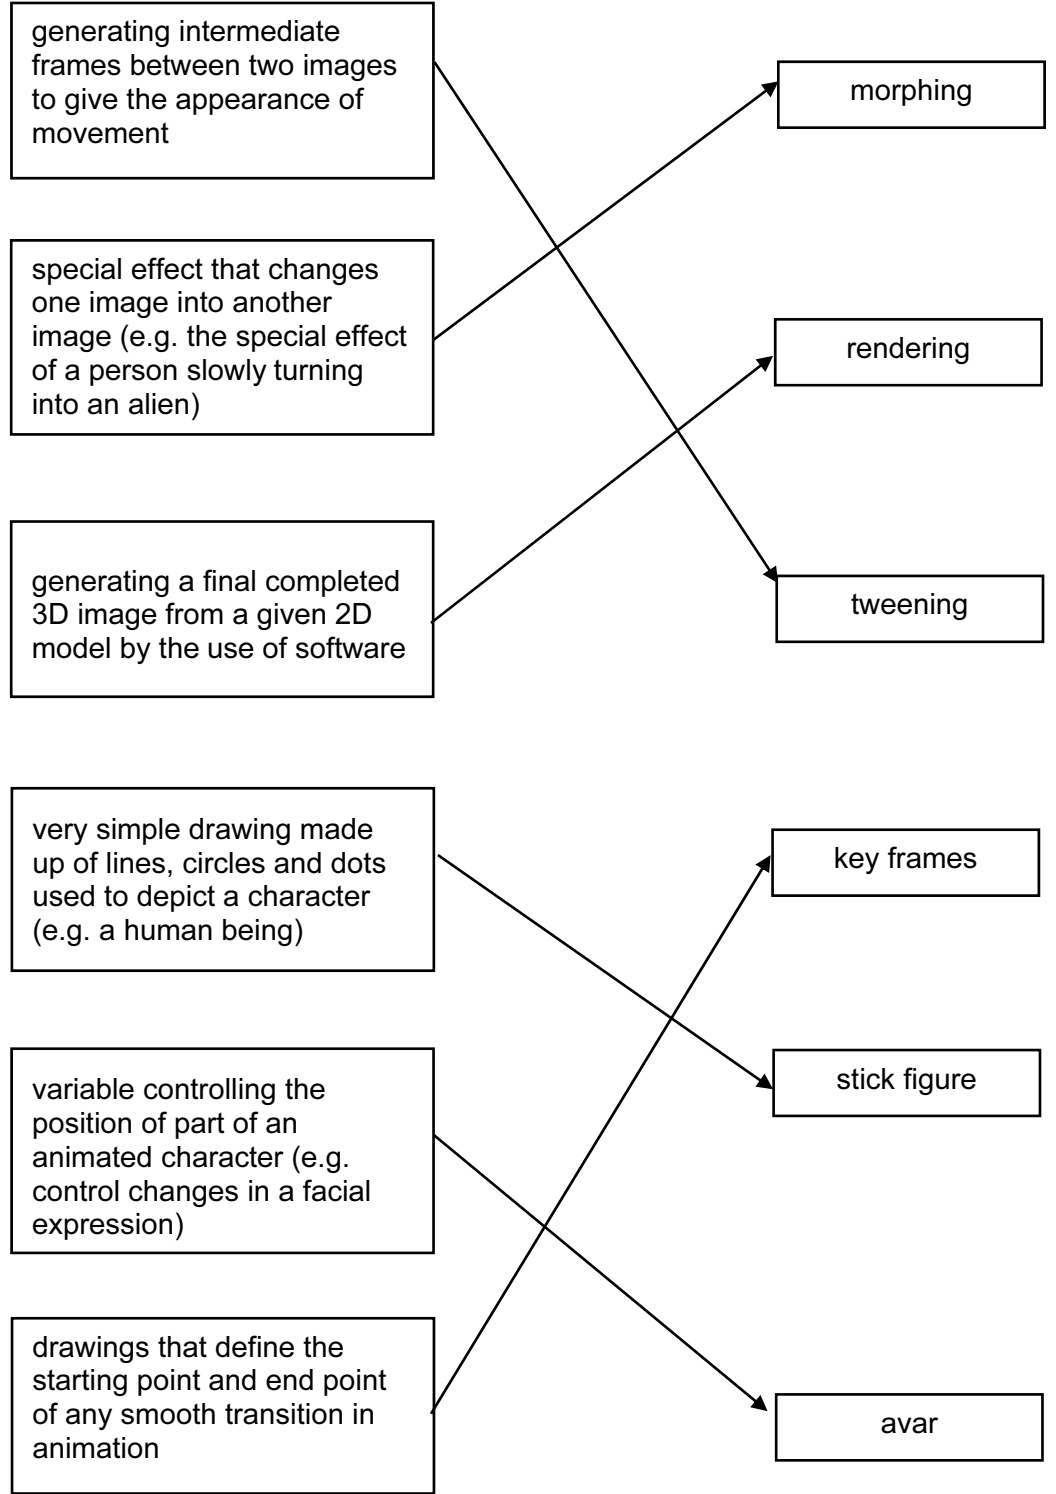 generating intermediate
frames between two images
to give the appearance of
movement
morphing
special effect that changes
one image into another
image (e.g. the special effect
of a person slowly turning
into an alien)
rendering
generating a final completed
3D image from a given 2D
model by the use of software
tweening
very simple drawing made
up of lines, circles and dots
used to depict a character
(e.g. a human being)
key frames
variable controlling the
position of part of an
animated character (e.g.
control changes in a facial
expression)
stick figure
drawings that define the
starting point and end point
of any smooth transition in
animation
avar